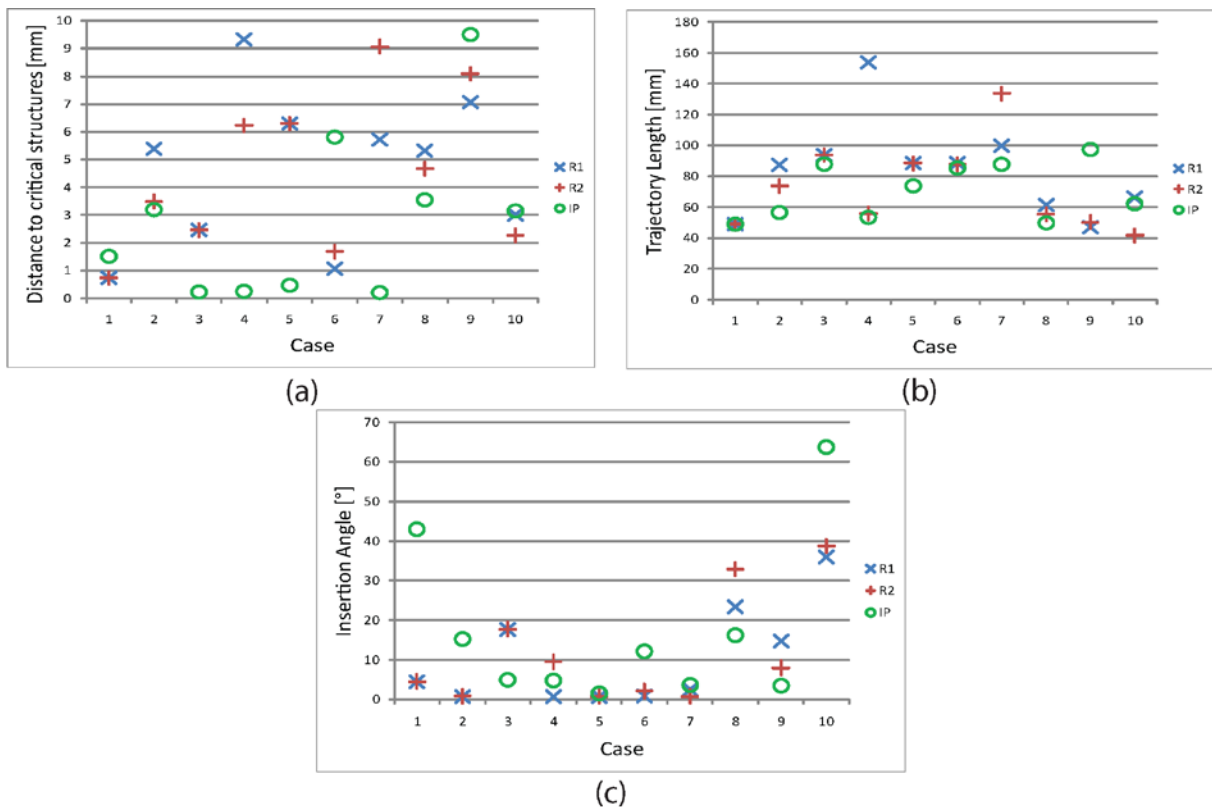 Distance to critical structures [mm]
10
9
8
7
6
5
4
3
2
1
0
1 2 3 4 5 6 7 8 9 10
Case
R1
R2
IP
(a)
Trajectory Length [mm]
180
160
140
120
100
80
60
40
20
0
1 2 3 4 5 6 7 8 9 10
Case
R1
R2
IP
(b)
Insertion Angle [°]
70
60
50
40
30
20
10
0
1 2 3 4 5 6 7 8 9 10
Case
R1
R2
IP
(c)